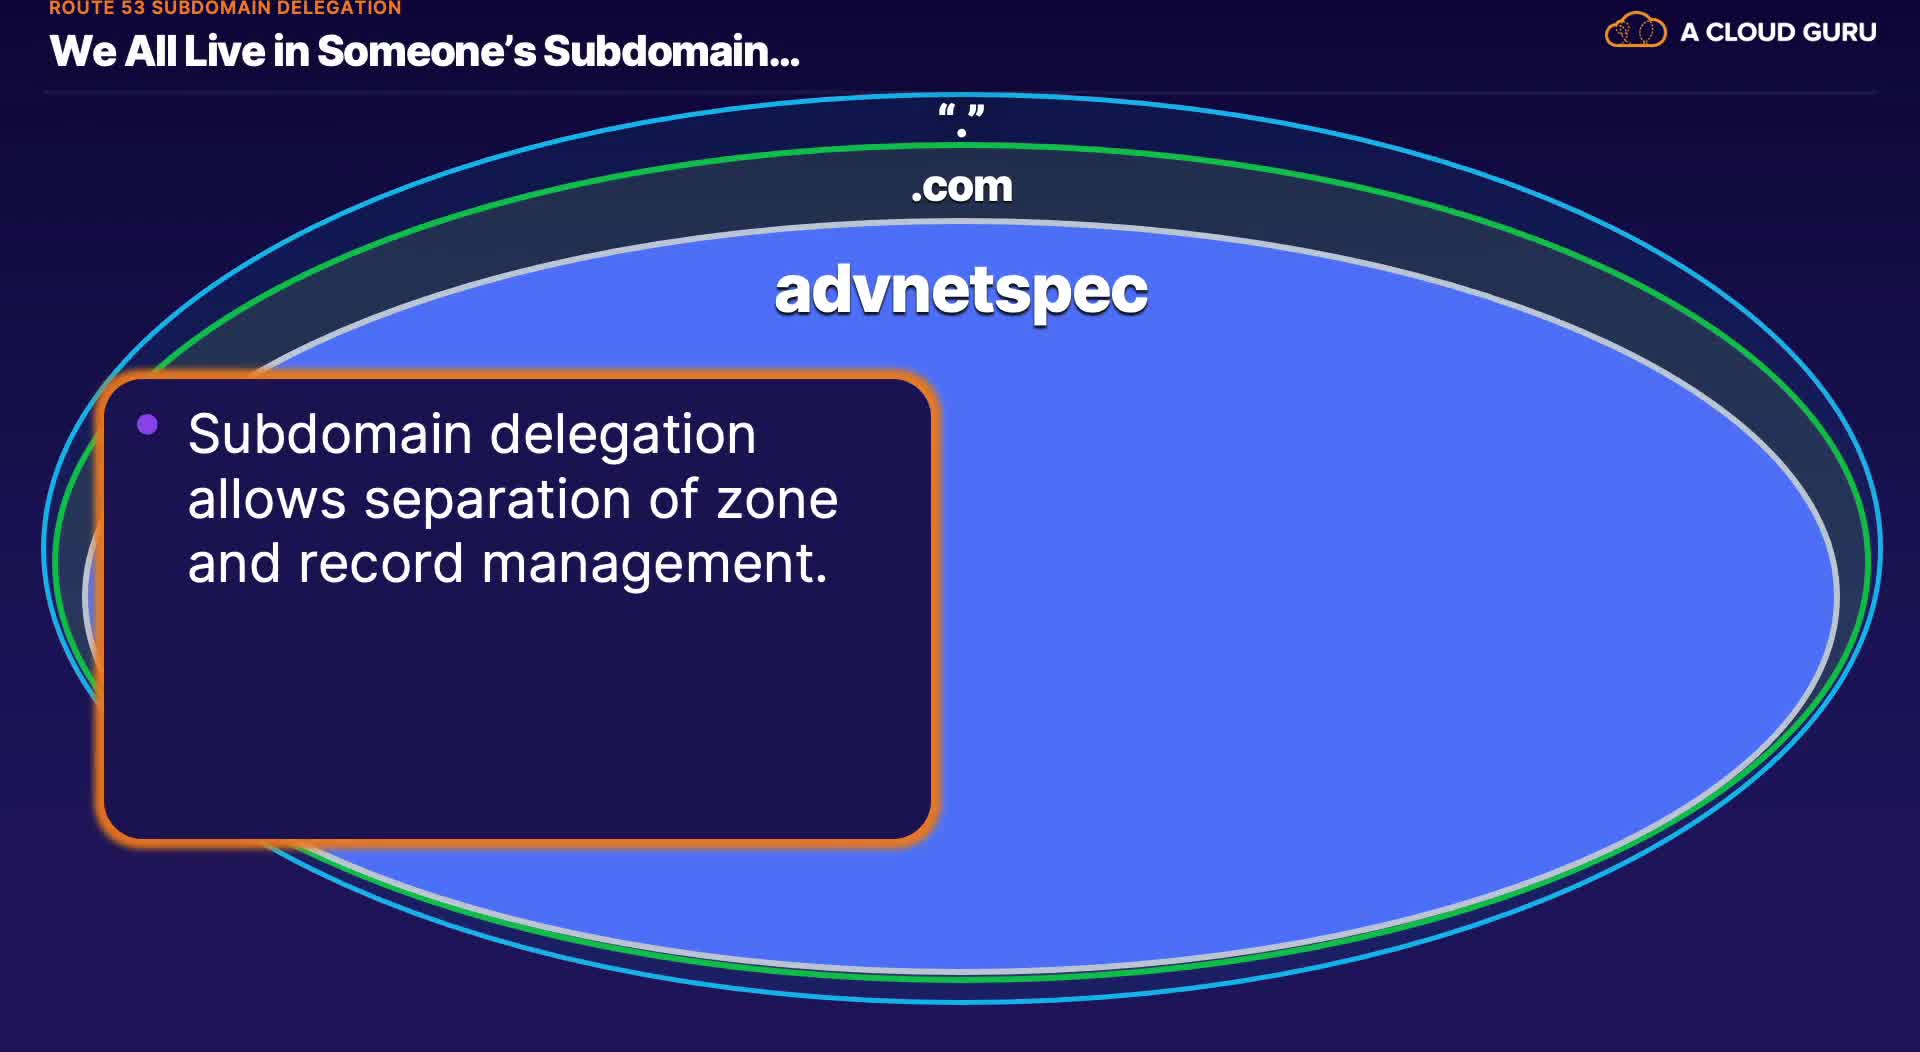 ROUTE 53 SUBDOMAIN DELEGATION
We All Live in Someone’s Subdomain...
A CLOUD GURU
“.”
.com
advnetspec
• Subdomain delegation
allows separation of zone
and record management.